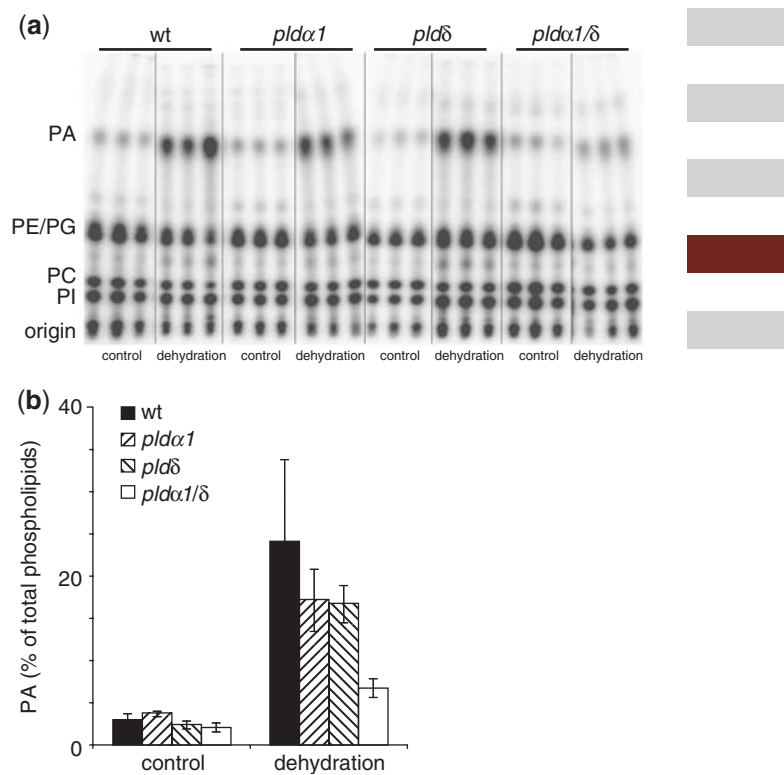 (a)
wt pldα1 pldδ pldα1/δ
PA
PE/PG
PC
PI
origin
control dehydration control dehydration control dehydration control dehydration
(b)
40
20
0
PA (% of total phospholipids)
wt
pldα1
pldδ
pldα1/δ
control dehydration